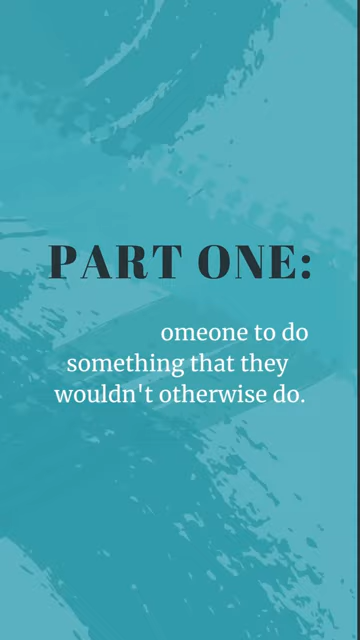 PART ONE:
omeone to do
something that they
wouldn't otherwise do.